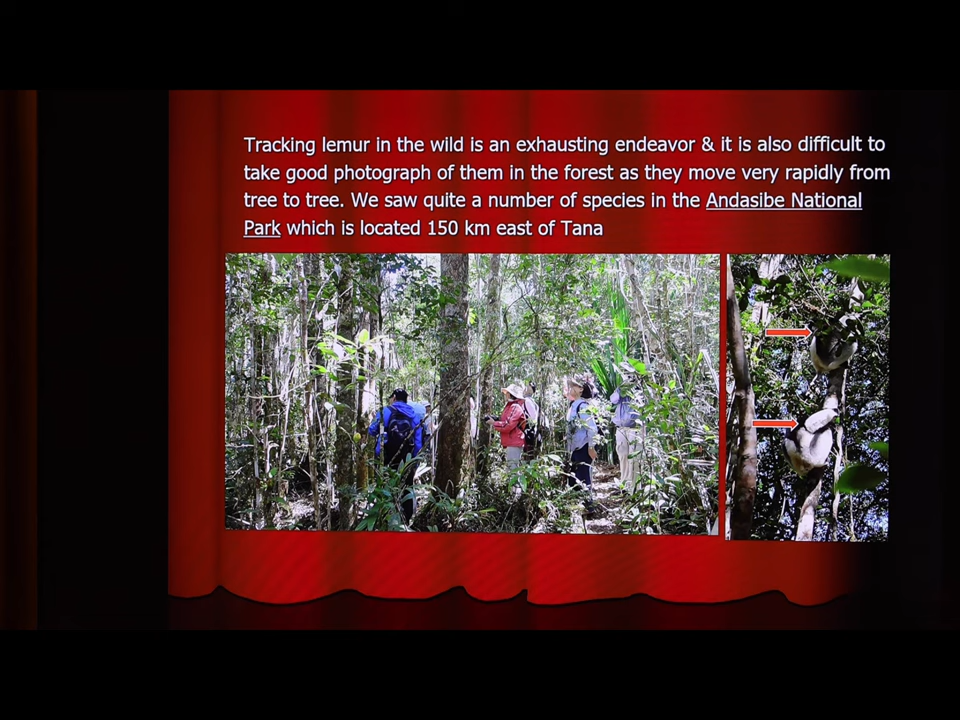 Tracking lemur in the wild is an exhausting endeavor & it is also difficult to
take good photograph of them in the forest as they move very rapidly from
tree to tree. We saw quite a number of species in the Andasibe National
Park which is located 150 km east of Tana